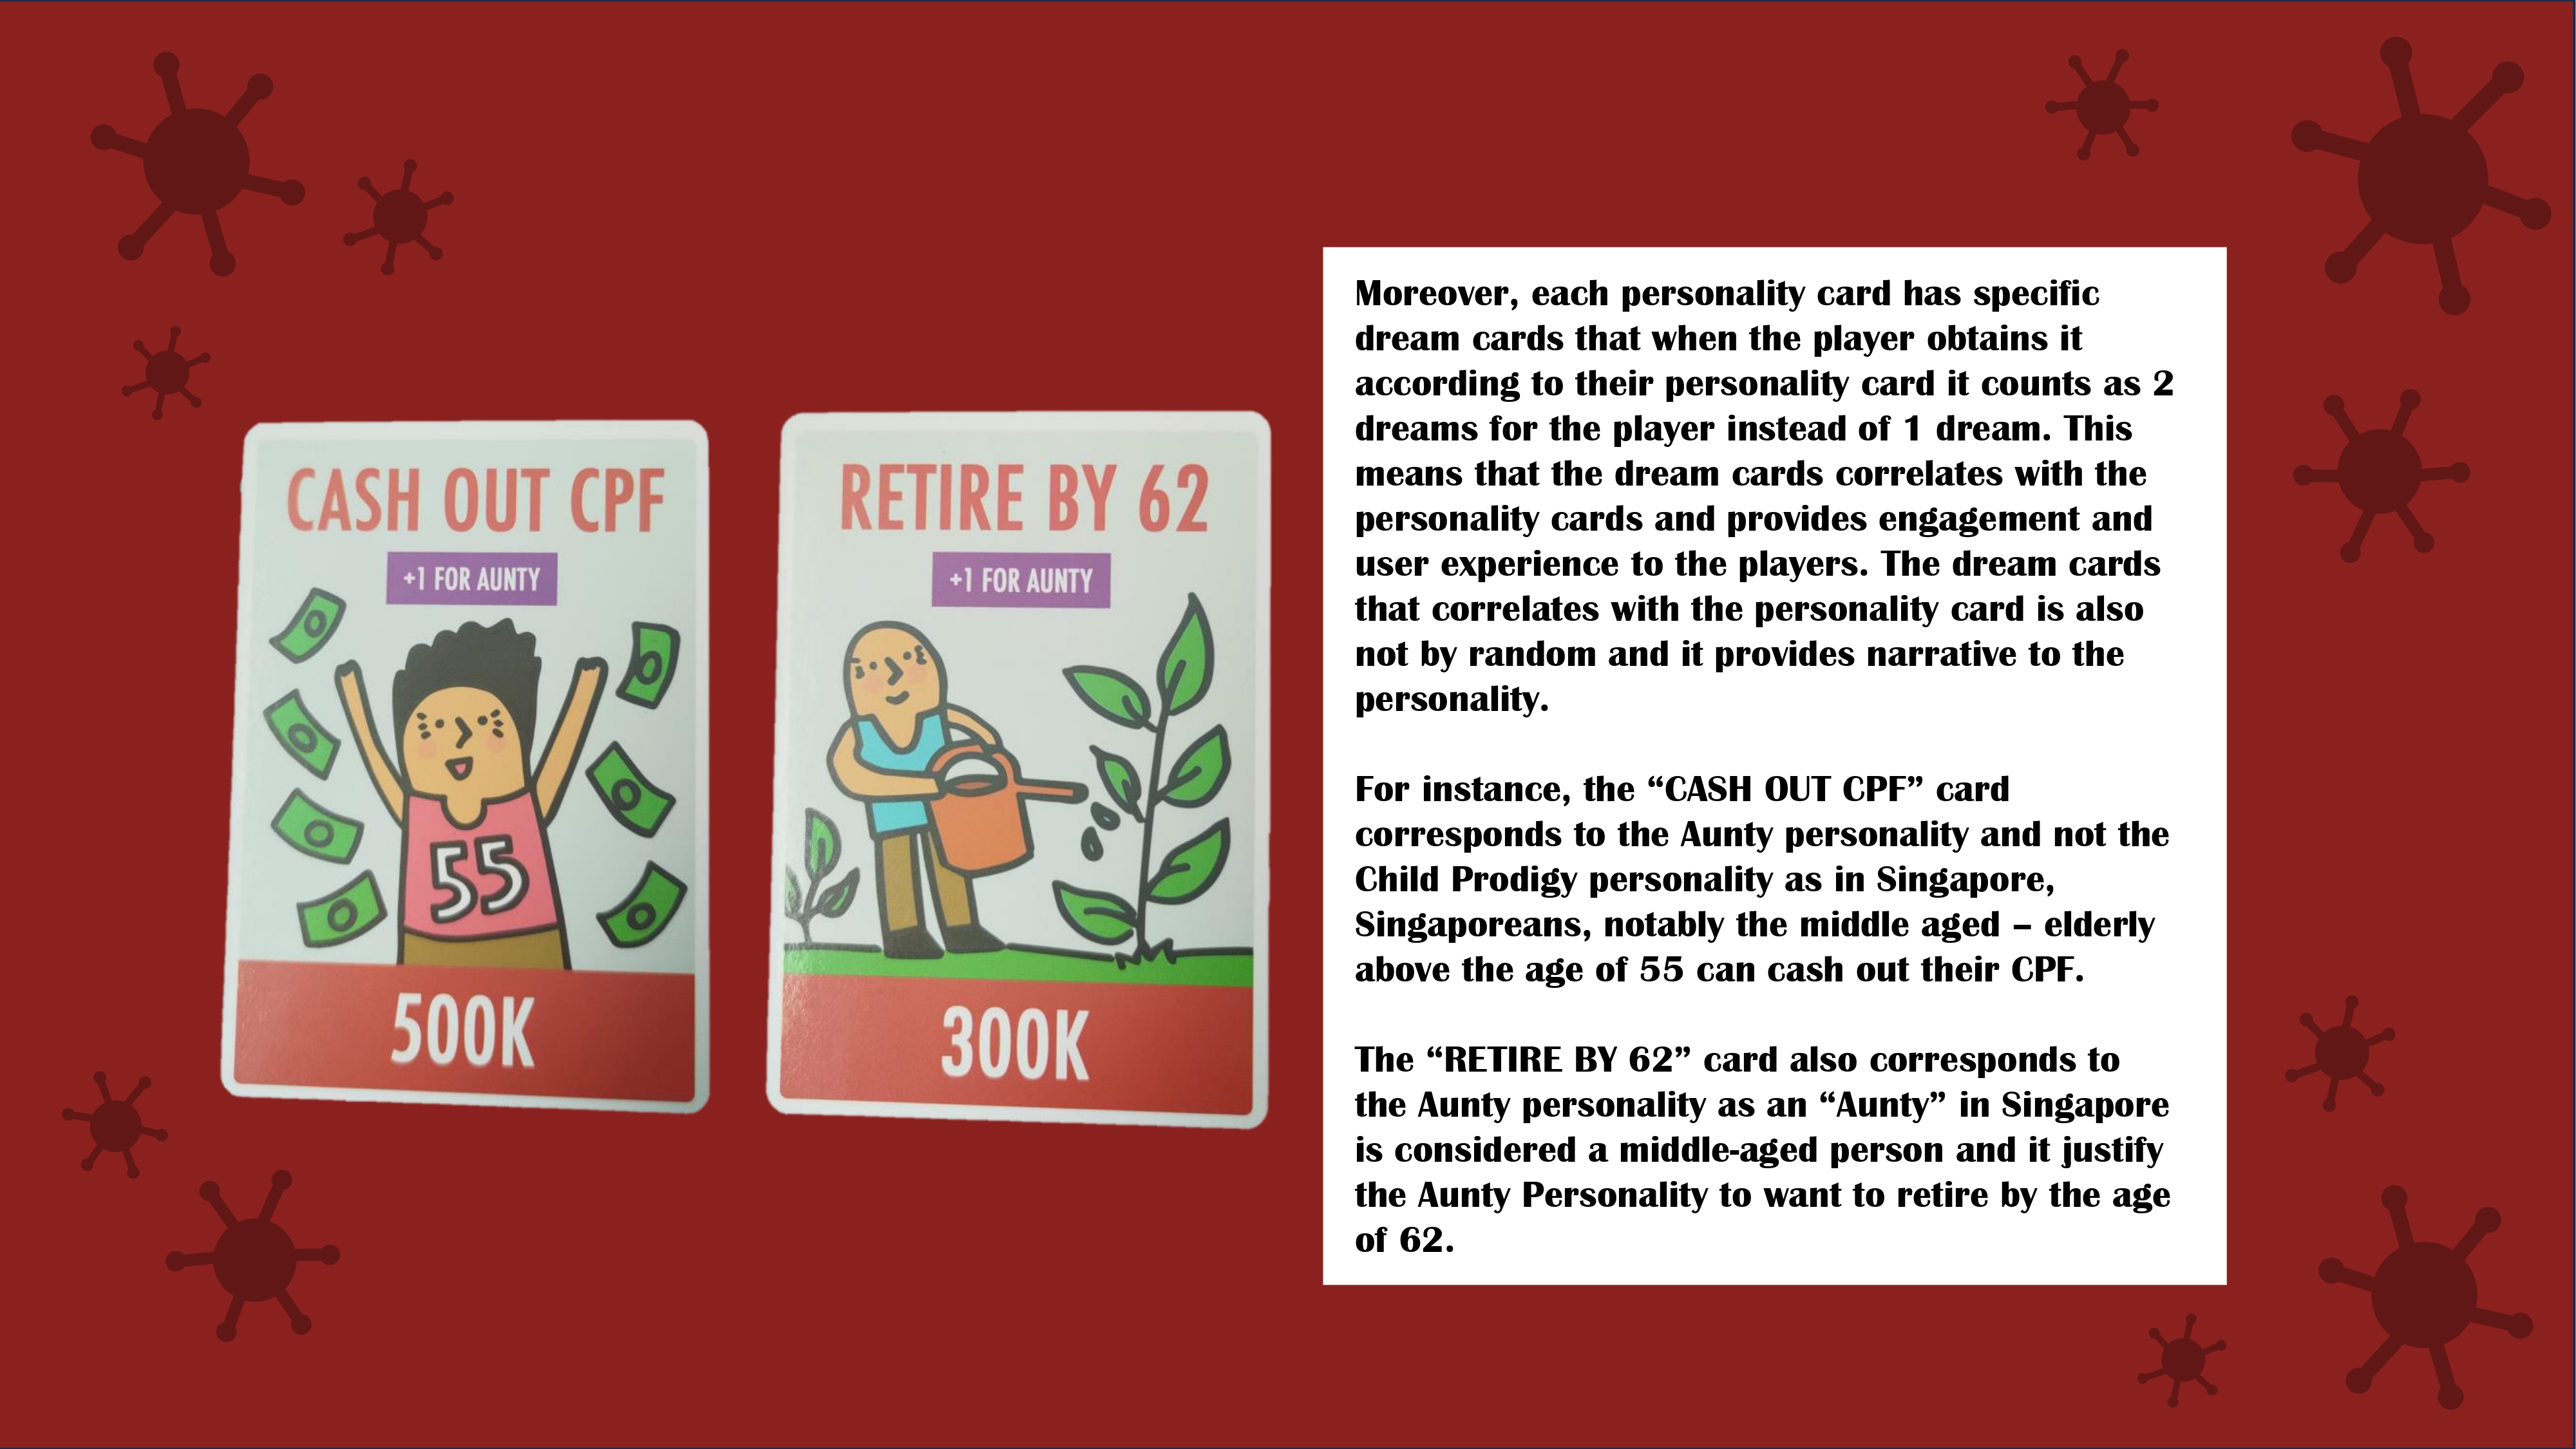 CASH OUT CPF
+1 FOR AUNTY
55
500K
RETIRE BY 62
+1 FOR AUNTY
300K
Moreover, each personality card has specific
dream cards that when the player obtains it
according to their personality card it counts as 2
dreams for the player instead of 1 dream. This
means that the dream cards correlates with the
personality cards and provides engagement and
user experience to the players. The dream cards
that correlates with the personality card is also
not by random and it provides narrative to the
personality.
For instance, the “CASH OUT CPF” card
corresponds to the Aunty personality and not the
Child Prodigy personality as in Singapore,
Singaporeans, notably the middle aged – elderly
above the age of 55 can cash out their CPF.
The “RETIRE BY 62” card also corresponds to
the Aunty personality as an “Aunty” in Singapore
is considered a middle-aged person and it justify
the Aunty Personality to want to retire by the age
of 62.